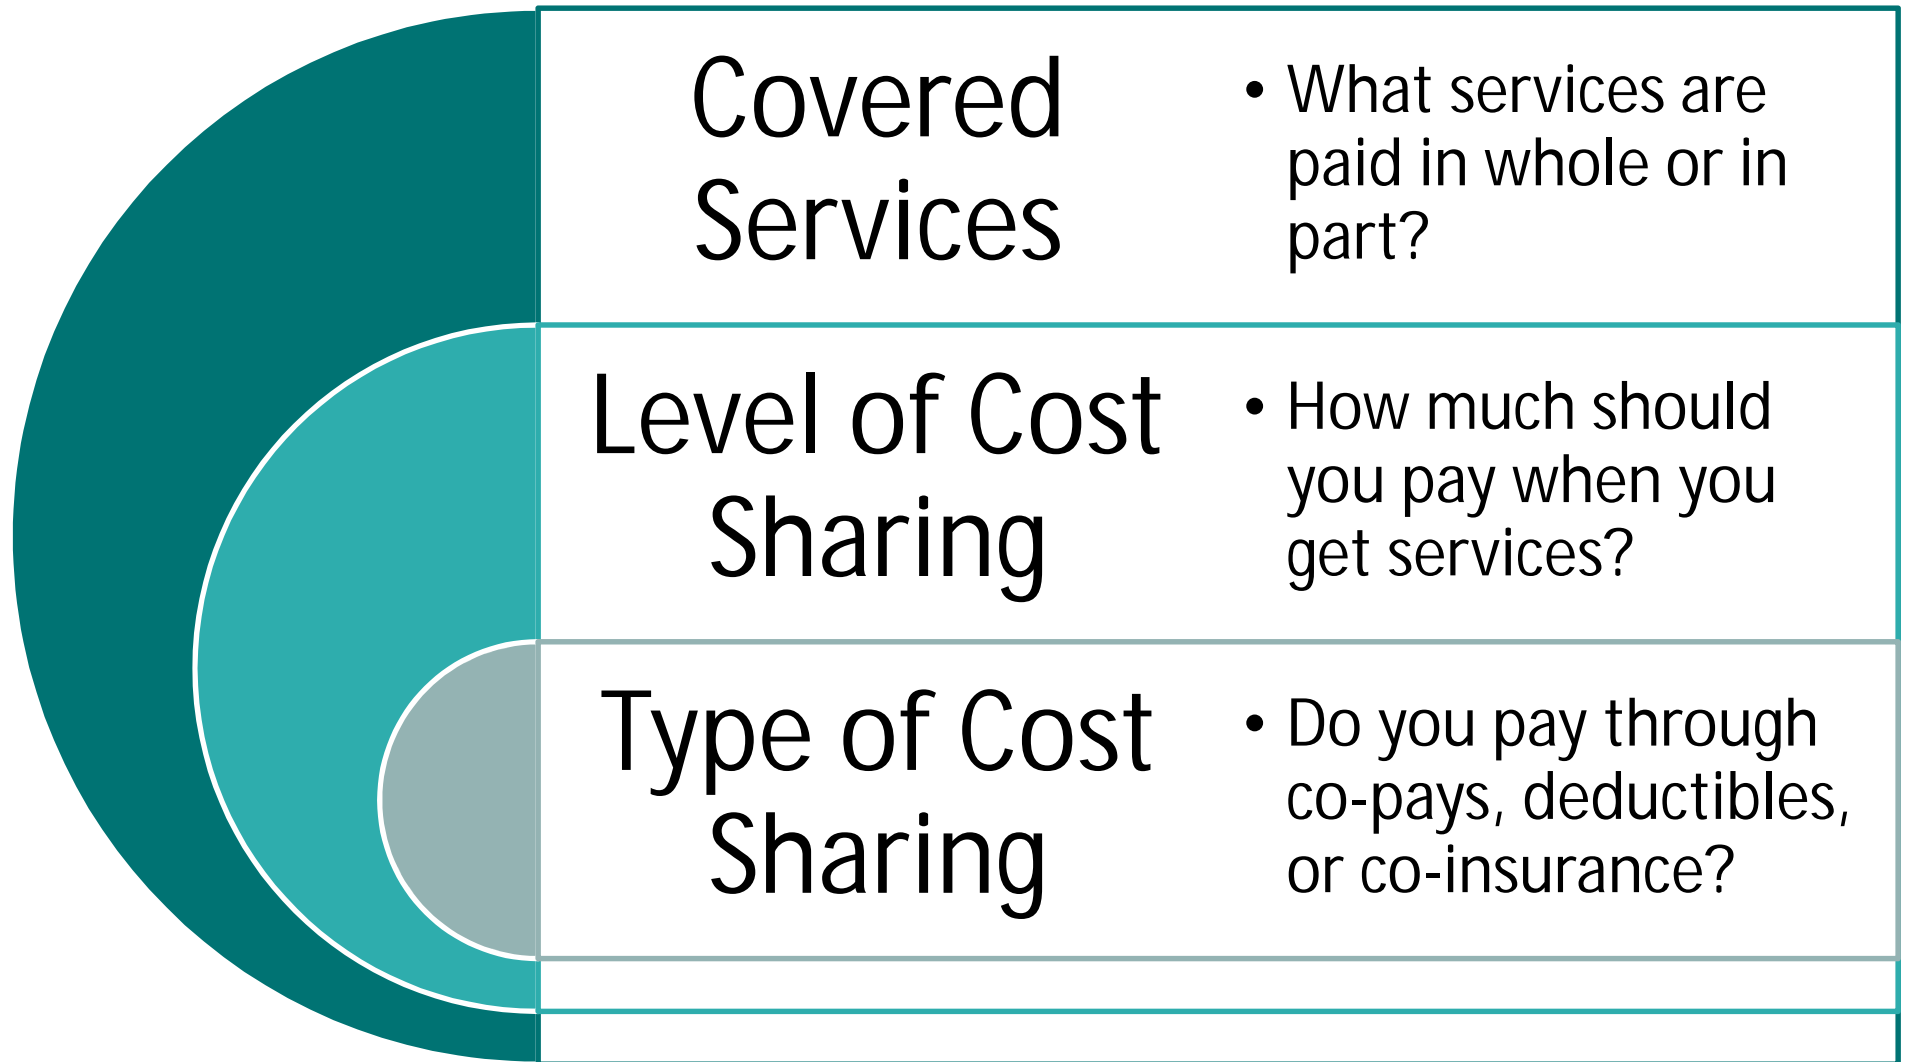 Covered
Services
• What services are
paid in whole or in
part?
Level of Cost
Sharing
• How much should
you pay when you
get services?
Type of Cost
Sharing
• Do you pay through
co-pays, deductibles,
or co-insurance?